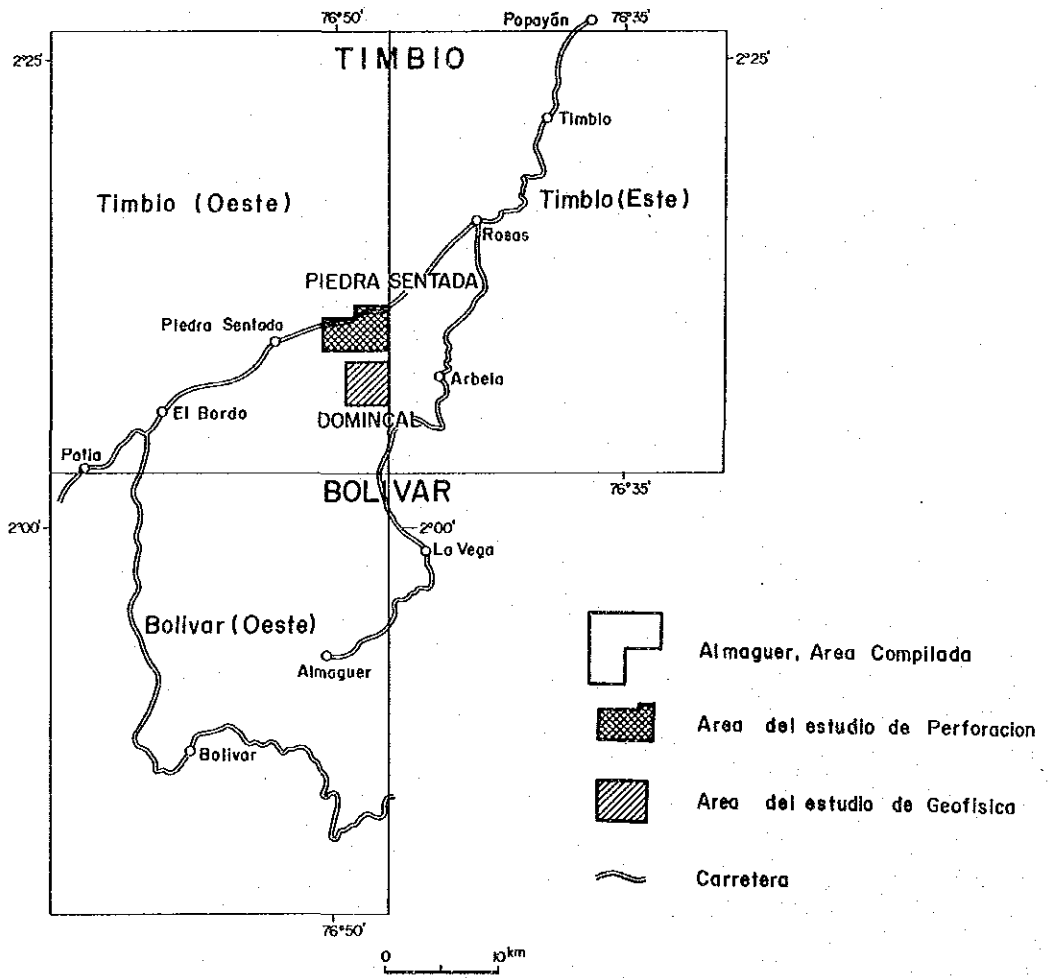 76°50'
Popayán
76°35'
2°25'
TIMBIO
2°25'
Timbio
Timbio (Oeste)
Timbio (Este)
Rosas
PIEDRA SENTADA
Piedra Sentada
Arbela
El Bordo
DOMINCAL
Patia
BOLIVAR
76°35'
2°00'
2°00'
La Vega
Bolivar (Oeste)
Almaguer
Almaguer, Area Compilada
Area del estudio de Perforacion
Bolivar
Area del estudio de Geofísica
Carretera
76°50'
0 10km